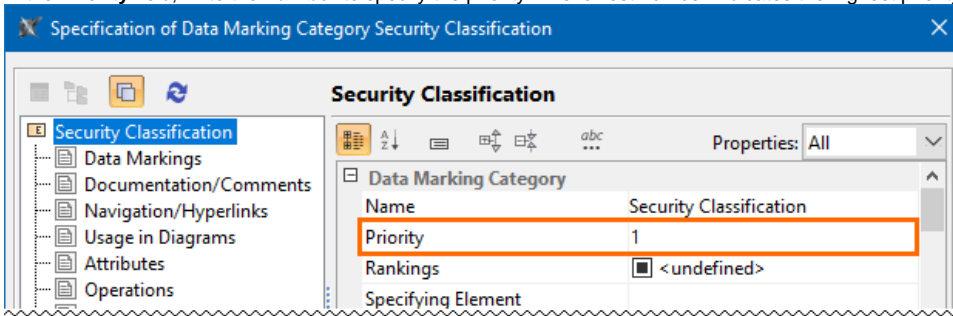 Specification of Data Marking Category Security Classification
Security Classification
Security Classification
Data Markings
Documentation/Comments
Navigation/Hyperlinks
Usage in Diagrams
Attributes
Operations
Properties: All
Data Marking Category
Name Security Classification
Priority 1
Rankings <undefined>
Specifying Element